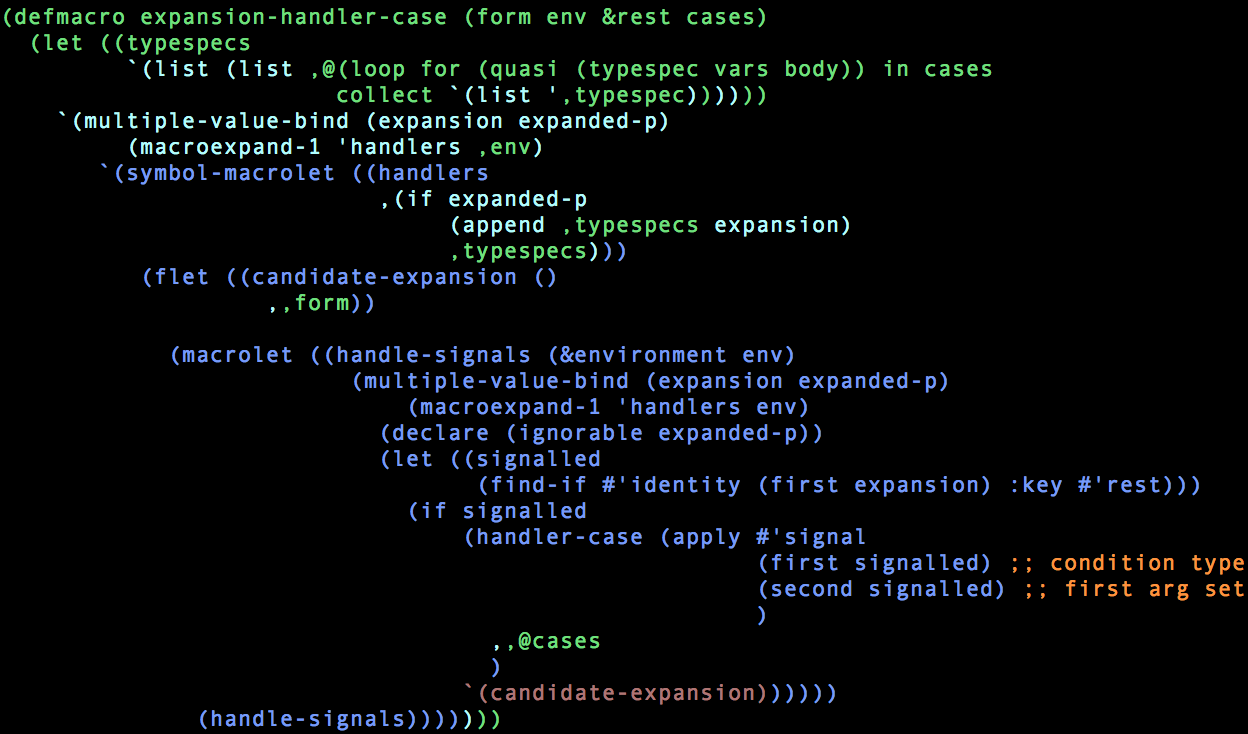 (defmacro expansion-handler-case (form env &rest cases)
(let ((typespecs
`(list (list ,@(loop for (quasi (typespec vars body)) in cases
collect `(list ',typespec))))))
`(multiple-value-bind (expansion expanded-p)
(macroexpand-1 'handlers ,env)
`(symbol-macrolet ((handlers
,(if expanded-p
(append ,typespecs expansion)
,typespecs)))
(flet ((candidate-expansion ()
,,form))
(macrolet ((handle-signals (&environment env)
(multiple-value-bind (expansion expanded-p)
(macroexpand-1 'handlers env)
(declare (ignorable expanded-p))
(let ((signalled
(find-if #'identity (first expansion) :key #'rest)))
(if signalled
(handler-case (apply #'signal
(first signalled) ;; condition type
(second signalled) ;; first arg set
)
,,@cases
)
`(candidate-expansion))))))
(handle-signals)))))))